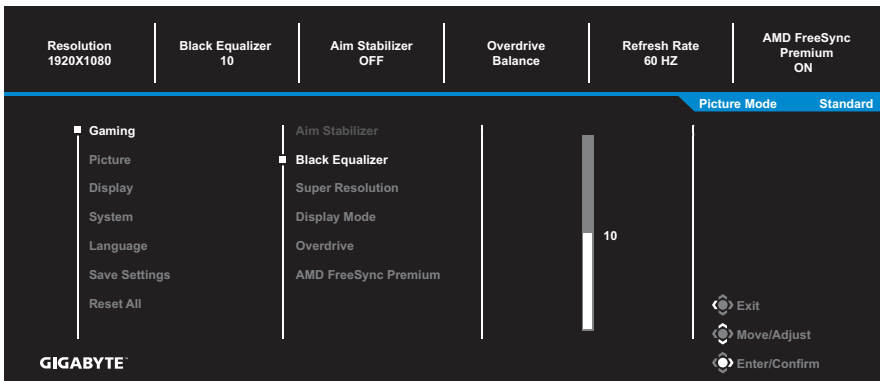 Resolution
1920X1080
Black Equalizer
10
Aim Stabilizer
OFF
Overdrive
Balance
Refresh Rate
60 HZ
AMD FreeSync
Premium
ON
Picture Mode Standard
Gaming
Picture
Display
System
Language
Save Settings
Reset All
Aim Stabilizer
Black Equalizer
Super Resolution
Display Mode
Overdrive
AMD FreeSync Premium
10
Exit
Move/Adjust
Enter/Confirm
GIGABYTE™